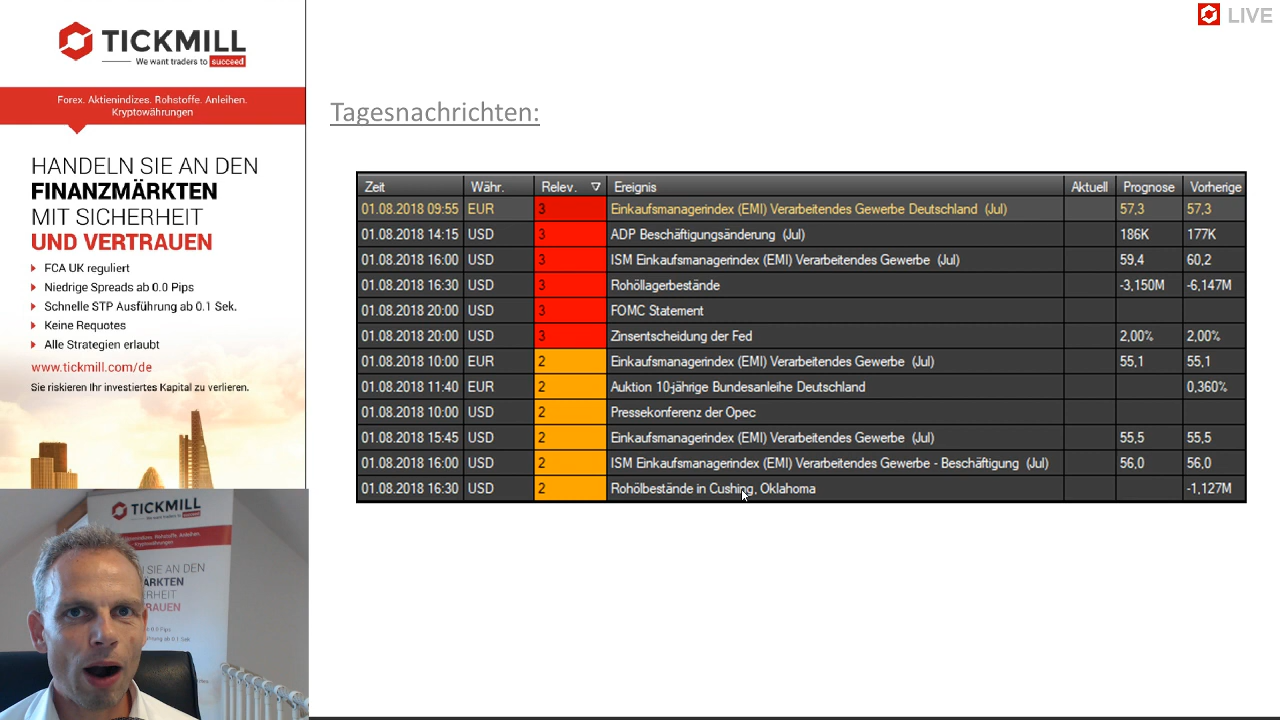 TICKMILL
We want traders to succeed
Forex. Aktienindizes. Rohstoffe. Anleihen.
Kryptowährungen
HANDELN SIE AN DEN
FINANZMÄRKTEN
MIT SICHERHEIT
UND VERTRAUEN
FCA UK reguliert
Niedrige Spreads ab 0.0 Pips
Schnelle STP Ausführung ab 0.1 Sek.
Keine Requotes
Alle Strategien erlaubt
www.tickmill.com/de
Sie riskieren Ihr investiertes Kapital zu verlieren.
LIVE
Tagesnachrichten:
Zeit Währ. Relev. Ereignis Aktuell Prognose Vorherige
01.08.2018 09:55 EUR 3 Einkaufsmanagerindex (EMI) Verarbeitendes Gewerbe Deutschland (Jul) 57,3 57,3
01.08.2018 14:15 USD 3 ADP Beschäftigungsänderung (Jul) 186K 177K
01.08.2018 16:00 USD 3 ISM Einkaufsmanagerindex (EMI) Verarbeitendes Gewerbe (Jul) 59,4 60,2
01.08.2018 16:30 USD 3 Rohöllagerbestände -3,150M -6,147M
01.08.2018 20:00 USD 3 FOMC Statement
01.08.2018 20:00 USD 3 Zinsentscheidung der Fed 2,00% 2,00%
01.08.2018 10:00 EUR 2 Einkaufsmanagerindex (EMI) Verarbeitendes Gewerbe (Jul) 55,1 55,1
01.08.2018 11:40 EUR 2 Auktion 10-jährige Bundesanleihe Deutschland 0,360%
01.08.2018 10:00 USD 2 Pressekonferenz der Opec
01.08.2018 15:45 USD 2 Einkaufsmanagerindex (EMI) Verarbeitendes Gewerbe (Jul) 55,5 55,5
01.08.2018 16:00 USD 2 ISM Einkaufsmanagerindex (EMI) Verarbeitendes Gewerbe - Beschäftigung (Jul) 56,0 56,0
01.08.2018 16:30 USD 2 Rohölbestände in Cushing, Oklahoma -1,127M
TICKMILL
We want traders to succeed
SIE AN DEN